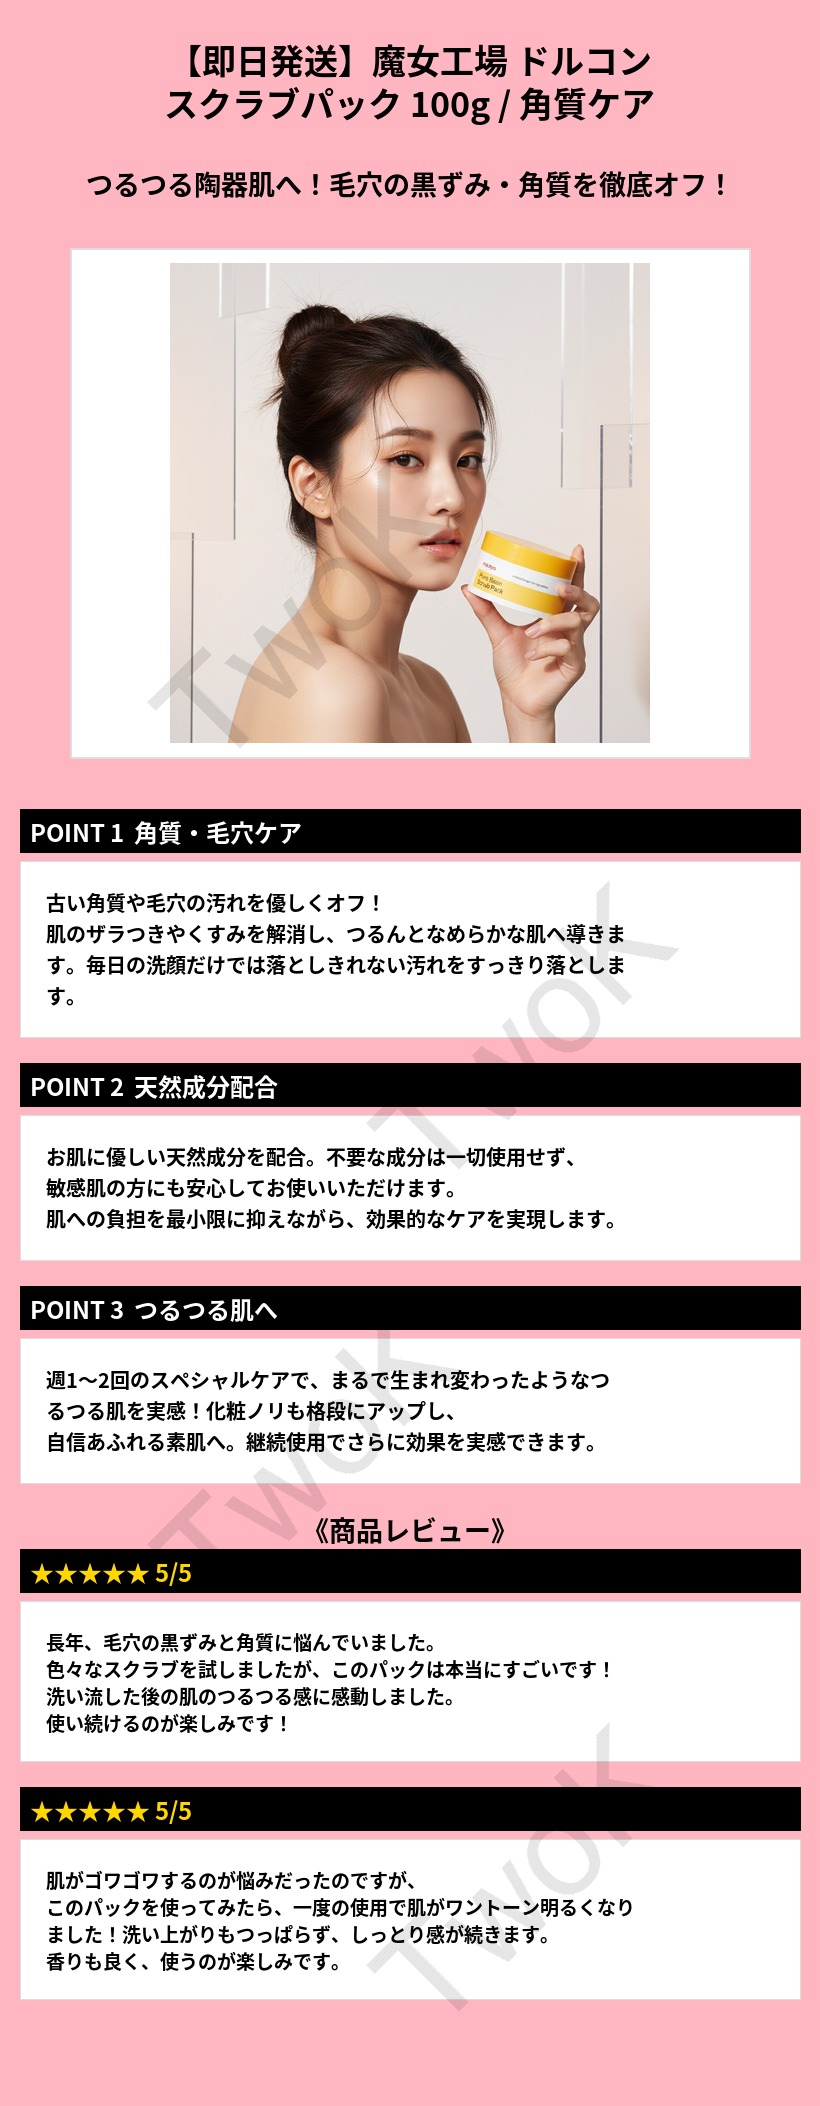 【即日発送】魔女工場 ドルコン
スクラブパック 100g / 角質ケア
つるつる陶器肌へ！毛穴の黒ずみ・角質を徹底オフ！
Pure Bean
Scrub Pack
TwoK
POINT 1 角質・毛穴ケア
古い角質や毛穴の汚れを優しくオフ！
肌のザラつきやくすみを解消し、つるんとなめらかな肌へ導きま
す。毎日の洗顔だけでは落としきれない汚れをすっきり落としま
す。
TwoK
POINT 2 天然成分配合
お肌に優しい天然成分を配合。不要な成分は一切使用せず、
敏感肌の方にも安心してお使いいただけます。
肌への負担を最小限に抑えながら、効果的なケアを実現します。
POINT 3 つるつる肌へ
週1〜2回のスペシャルケアで、まるで生まれ変わったようなつ
るつる肌を実感！化粧ノリも格段にアップし、
自信あふれる素肌へ。継続使用でさらに効果を実感できます。
TwoK
《商品レビュー》
★★★★★ 5/5
長年、毛穴の黒ずみと角質に悩んでいました。
色々なスクラブを試しましたが、このパックは本当にすごいです！
洗い流した後の肌のつるつる感に感動しました。
使い続けるのが楽しみです！
★★★★★ 5/5
肌がゴワゴワするのが悩みだったのですが、
このパックを使ってみたら、一度の使用で肌がワントーン明るくなり
ました！洗い上がりもつっぱらず、しっとり感が続きます。
香りも良く、使うのが楽しみです。
TwoK